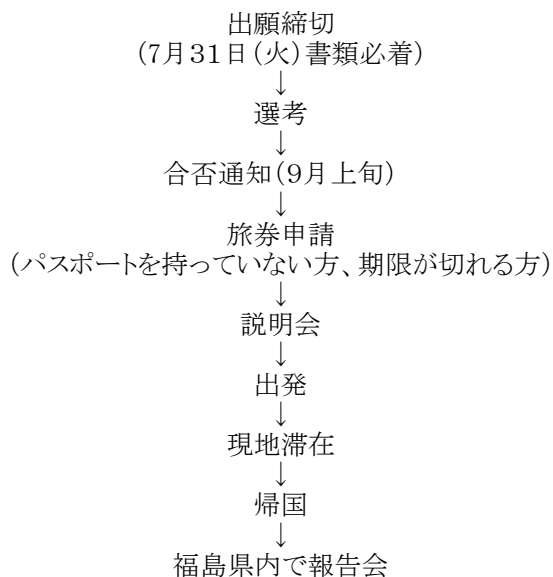 出願締切
(7月31日(火)書類必着)
↓
選考
↓
合否通知(9月上旬)
↓
旅券申請
(パスポートを持っていない方、期限が切れる方)
↓
説明会
↓
出発
↓
現地滞在
↓
帰国
↓
福島県内で報告会